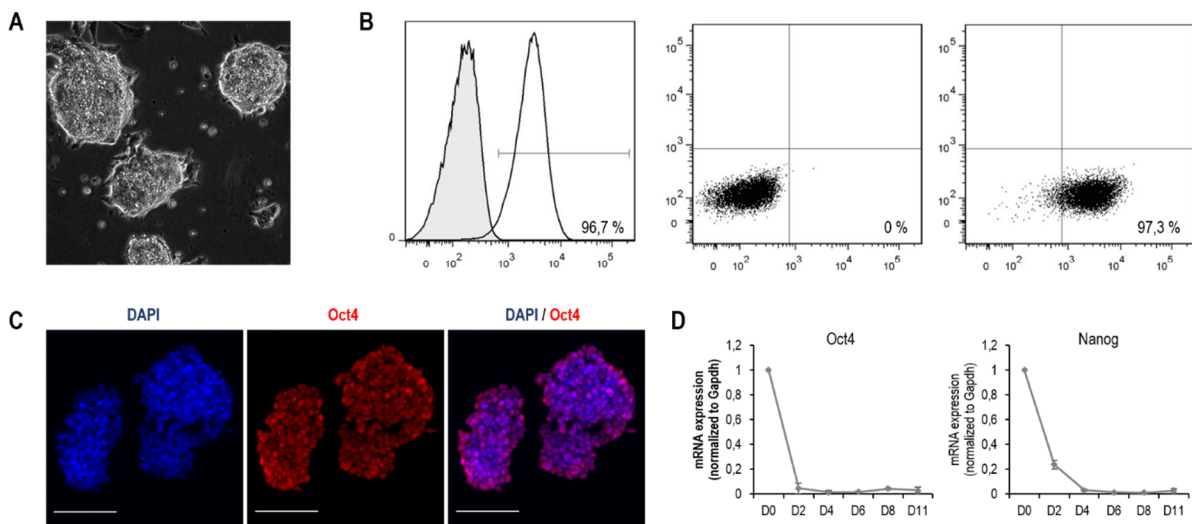 A
B
0
96,7 %
0 10² 10³ 10⁴ 10⁵
10⁵
10⁴
10³
10²
0
0 %
0 10² 10³ 10⁴ 10⁵
10⁵
10⁴
10³
10²
0
97,3 %
0 10² 10³ 10⁴ 10⁵
C
DAPI
Oct4
DAPI / Oct4
D
Oct4
mRNA expression
(normalized to Gapdh)
1,2
1
0,8
0,6
0,4
0,2
0
D0 D2 D4 D6 D8 D11
Nanog
mRNA expression
(normalized to Gapdh)
1,2
1
0,8
0,6
0,4
0,2
0
D0 D2 D4 D6 D8 D11